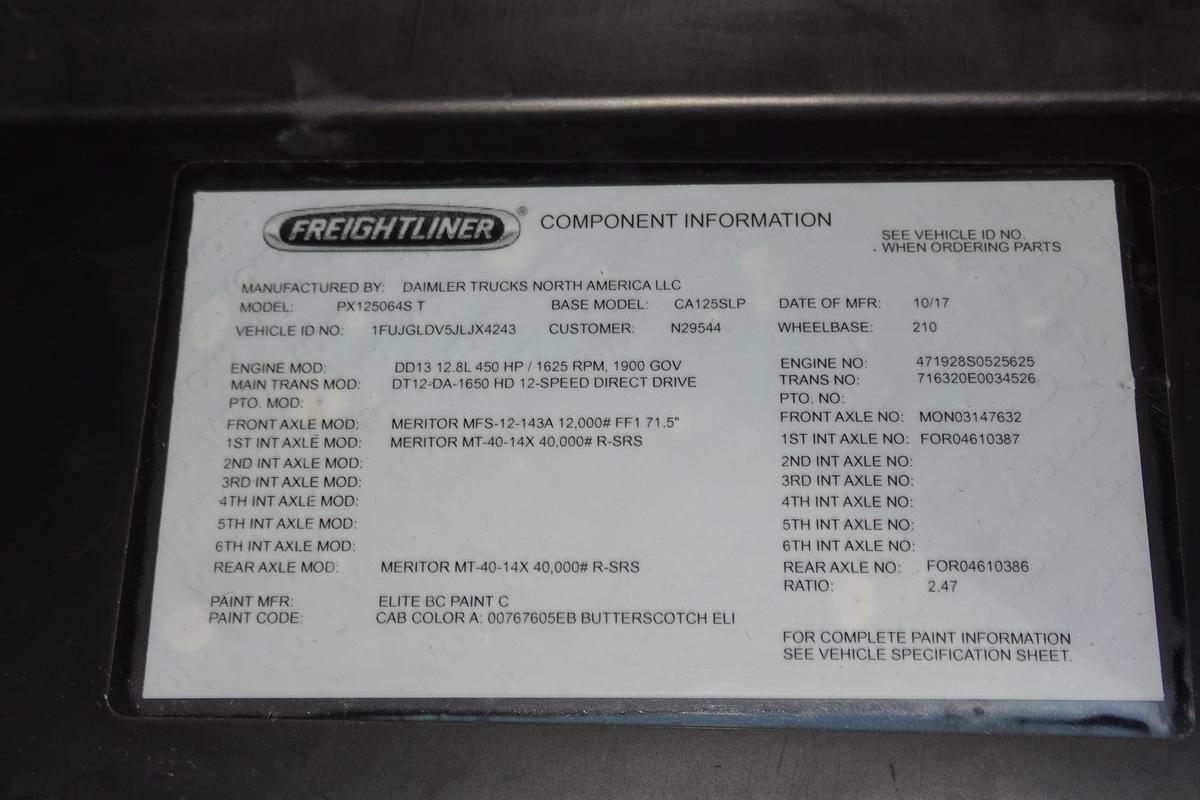 FREIGHTLINER® COMPONENT INFORMATION
SEE VEHICLE ID NO.
WHEN ORDERING PARTS
MANUFACTURED BY: DAIMLER TRUCKS NORTH AMERICA LLC
MODEL: PX125064S T BASE MODEL: CA125SLP DATE OF MFR: 10/17
VEHICLE ID NO: 1FUJGLDV5JLJX4243 CUSTOMER: N29544 WHEELBASE: 210
ENGINE MOD: DD13 12.8L 450 HP / 1625 RPM, 1900 GOV ENGINE NO: 471928S0525625
MAIN TRANS MOD: DT12-DA-1650 HD 12-SPEED DIRECT DRIVE TRANS NO: 716320E0034526
PTO. MOD: PTO. NO:
FRONT AXLE MOD: MERITOR MFS-12-143A 12,000# FF1 71.5" FRONT AXLE NO: MON03147632
1ST INT AXLE MOD: MERITOR MT-40-14X 40,000# R-SRS 1ST INT AXLE NO: FOR04610387
2ND INT AXLE MOD: 2ND INT AXLE NO:
3RD INT AXLE MOD: 3RD INT AXLE NO:
4TH INT AXLE MOD: 4TH INT AXLE NO:
5TH INT AXLE MOD: 5TH INT AXLE NO:
6TH INT AXLE MOD: 6TH INT AXLE NO:
REAR AXLE MOD: MERITOR MT-40-14X 40,000# R-SRS REAR AXLE NO: FOR04610386
RATIO: 2.47
PAINT MFR: ELITE BC PAINT C
PAINT CODE: CAB COLOR A: 00767605EB BUTTERSCOTCH ELI
FOR COMPLETE PAINT INFORMATION
SEE VEHICLE SPECIFICATION SHEET.